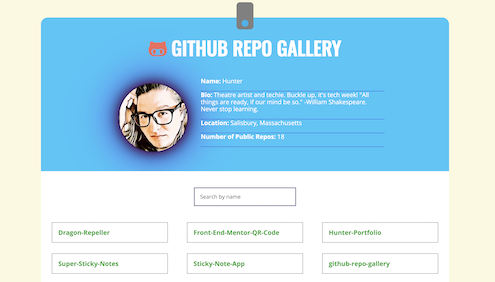 GITHUB REPO GALLERY
Name: Hunter
Bio: Theatre artist and techie. Buckle up, it's tech week! "All
things are ready, if our mind be so." -William Shakespeare.
Never stop learning.
Location: Salisbury, Massachusetts
Number of Public Repos: 18
Search by name
Dragon-Repeller
Front-End-Mentor-QR-Code
Hunter-Portfolio
Super-Sticky-Notes
Sticky-Note-App
github-repo-gallery